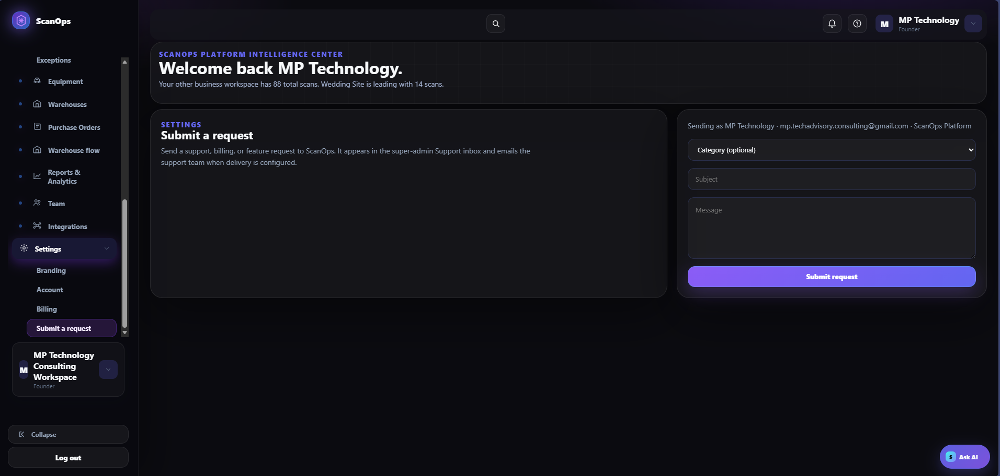 ScanOps
Exceptions
Equipment
Warehouses
Purchase Orders
Warehouse flow
Reports &
Analytics
Team
Integrations
Settings
Branding
Account
Billing
Submit a request
M
MP Technology
Consulting
Workspace
Founder
Collapse
Log out
M
MP Technology
Founder
SCANOPS PLATFORM INTELLIGENCE CENTER
Welcome back MP Technology.
Your other business workspace has 88 total scans. Wedding Site is leading with 14 scans.
SETTINGS
Submit a request
Send a support, billing, or feature request to ScanOps. It appears in the super-admin Support inbox and emails the
support team when delivery is configured.
Sending as MP Technology · mp.techadvisory.consulting@gmail.com · ScanOps Platform
Category (optional)
Subject
Message
Submit request
S Ask AI